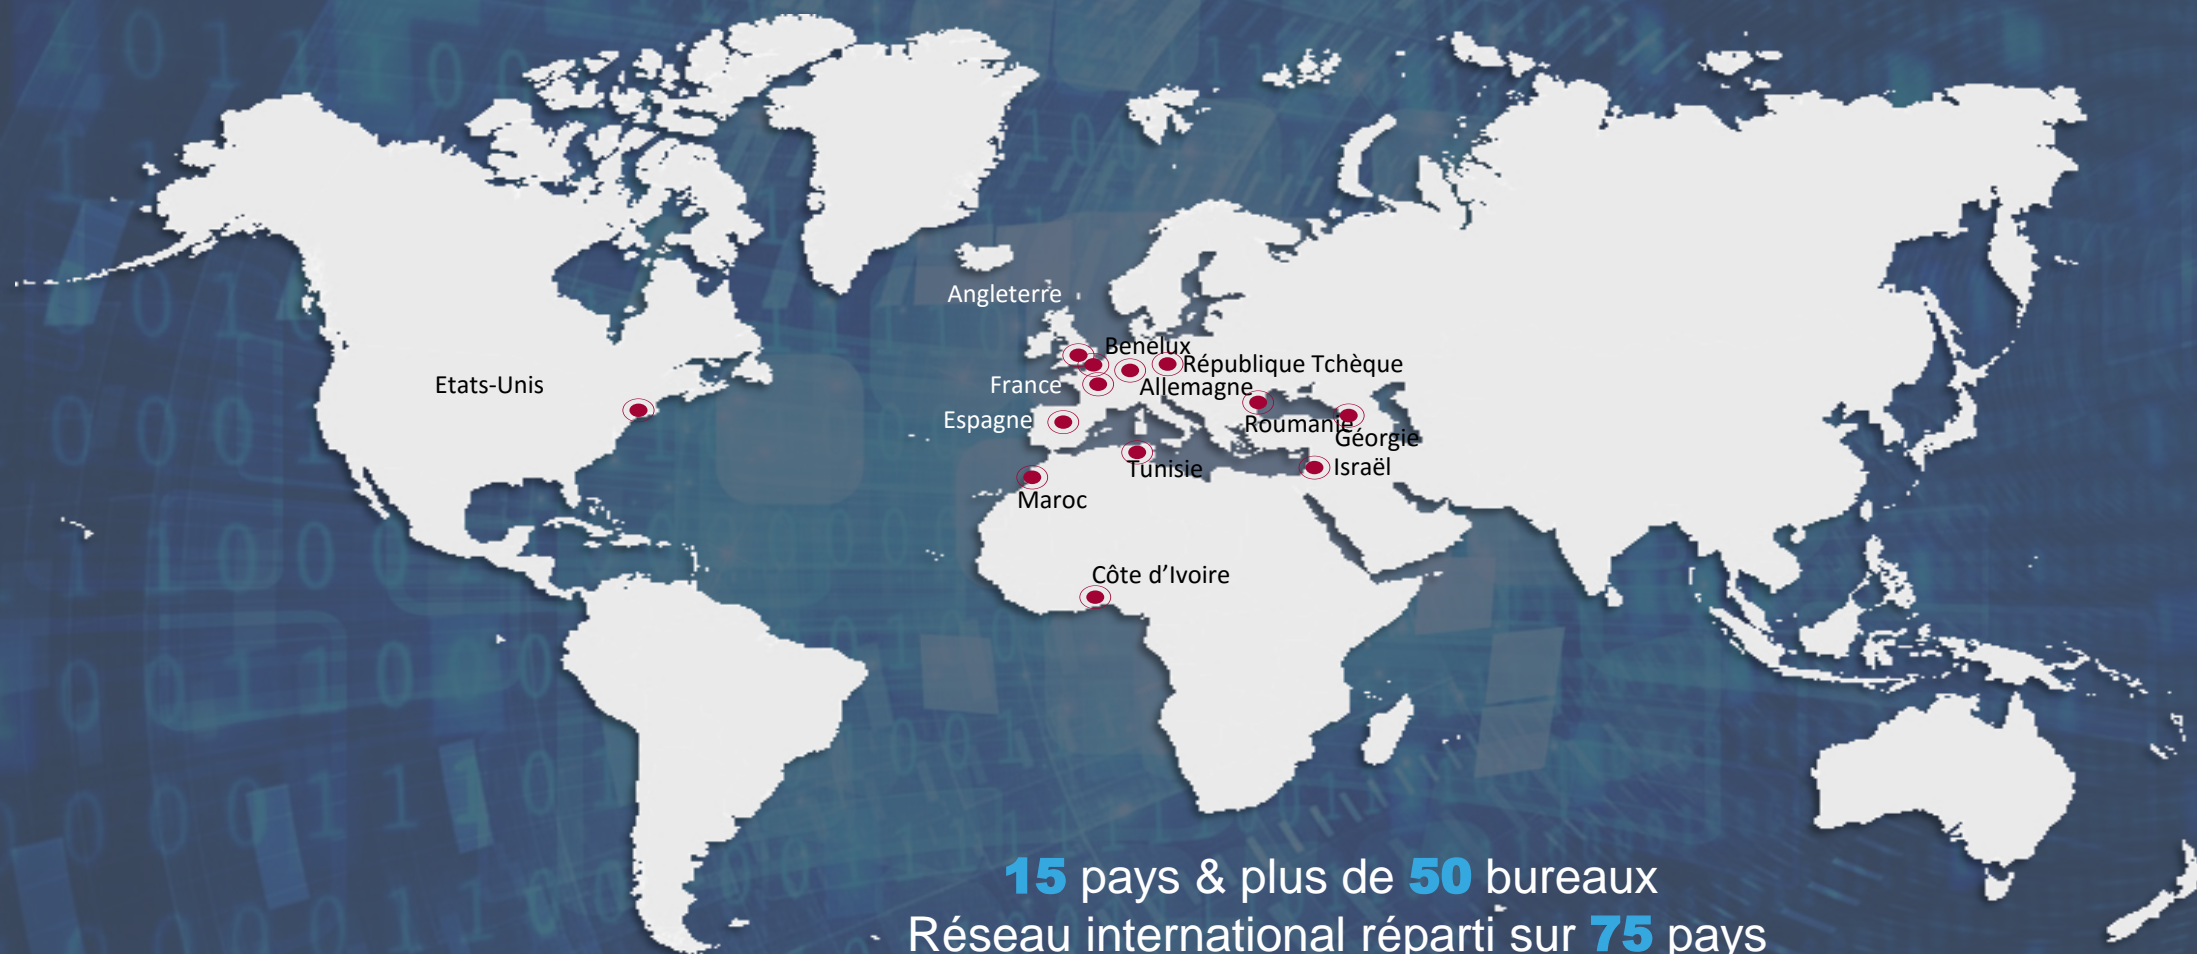 Angleterre
Benelux
République Tchèque
Etats-Unis
France
Allemagne
Espagne
Roumanie
Géorgie
Tunisie
Israël
Maroc
Côte d’Ivoire
15 pays & plus de 50 bureaux
Réseau international réparti sur 75 pays